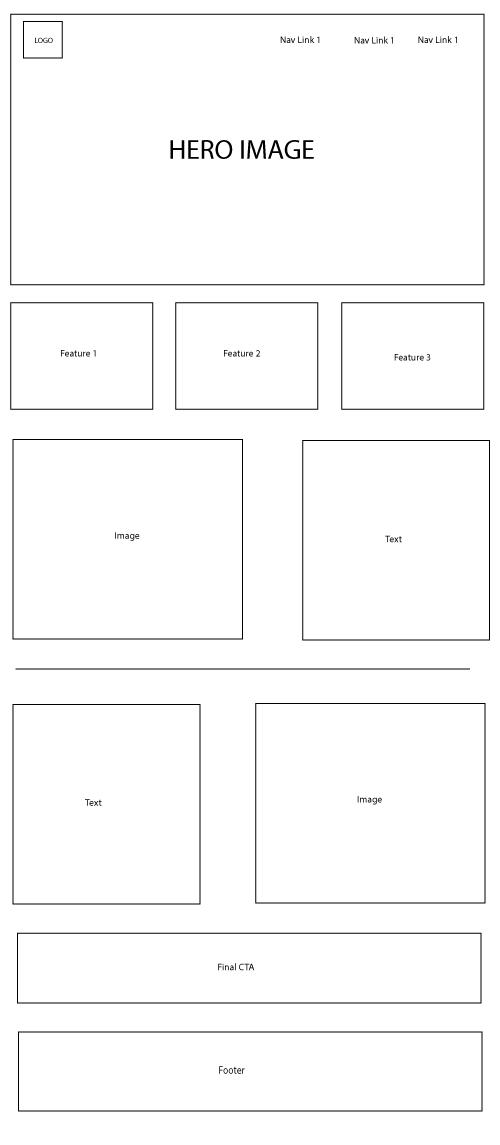 LOGO
Nav Link 1
Nav Link 1
Nav Link 1
HERO IMAGE
Feature 1
Feature 2
Feature 3
Image
Text
Text
Image
Final CTA
Footer